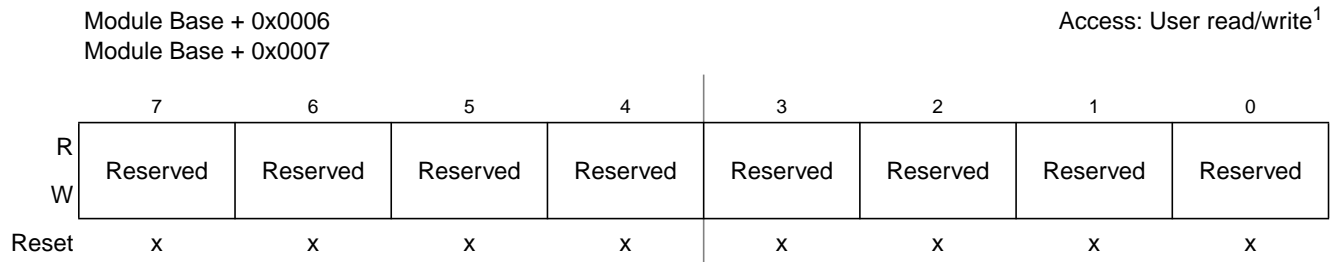 Module Base + 0x0006 Access: User read/write1
Module Base + 0x0007
7 6 5 4 3 2 1 0
R
Reserved Reserved Reserved Reserved Reserved Reserved Reserved Reserved
W
Reset x x x x x x x x